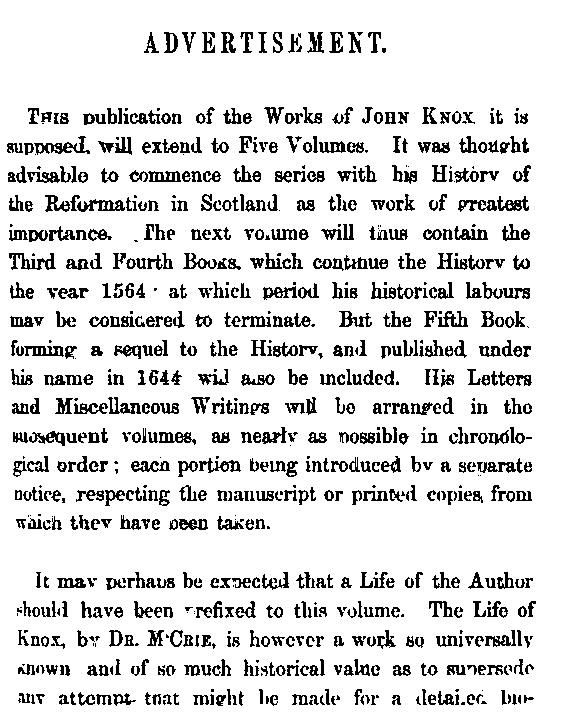 ADVERTISEMENT.
This publication of the Works of John Knox, it is
supposed, will extend to Five Volumes. It was thought
advisable to commence the series with his History of
the Reformation in Scotland, as the work of greatest
importance. The next volume will thus contain the
Third and Fourth Books, which continue the History to
the year 1564; at which period his historical labours
may be considered to terminate. But the Fifth Book,
forming a sequel to the History, and published under
his name in 1644, will also be included. His Letters
and Miscellaneous Writings will be arranged in the
subsequent volumes, as nearly as possible in chronolo-
gical order; each portion being introduced by a separate
notice, respecting the manuscript or printed copies from
which they have been taken.
It may perhaps be expected that a Life of the Author
should have been prefixed to this volume. The Life of
Knox, by Dr. M'Crie, is however a work so universally
known and of so much historical value as to supersede
any attempt that might be made for a detailed bio-